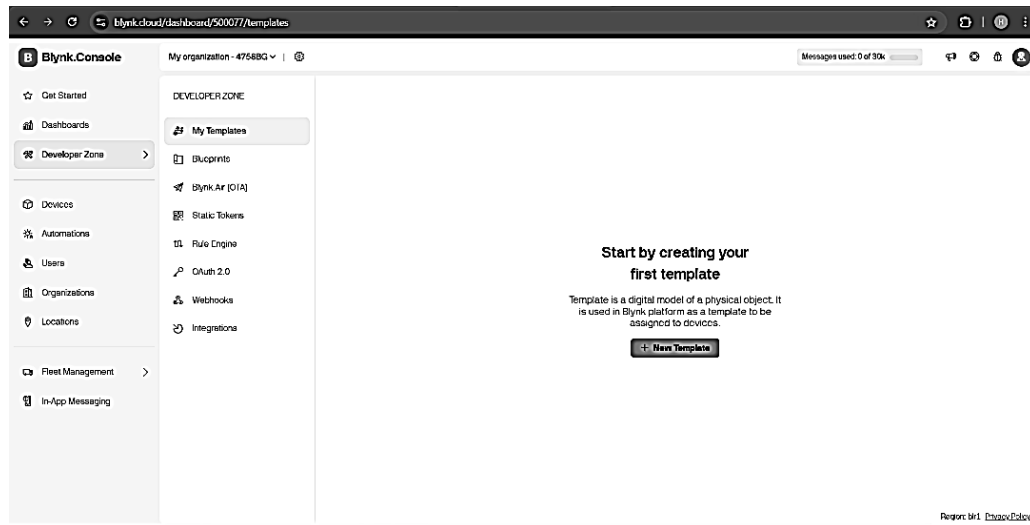 blynk.cloud/dashboard/500077/templates
B Blynk.Console
My organization - 4758BG
Messages used: 0 of 30k
Get Started
Dashboards
Developer Zone
Devices
Automations
Users
Organizations
Locations
Fleet Management
In-App Messaging
DEVELOPER ZONE
My Templates
Blueprints
Blynk.Air [OTA]
Static Tokens
Rule Engine
OAuth 2.0
Webhooks
Integrations
Start by creating your
first template
Template is a digital model of a physical object. It
is used in Blynk platform as a template to be
assigned to devices.
+ New Template
Region: blr1 Privacy Policy